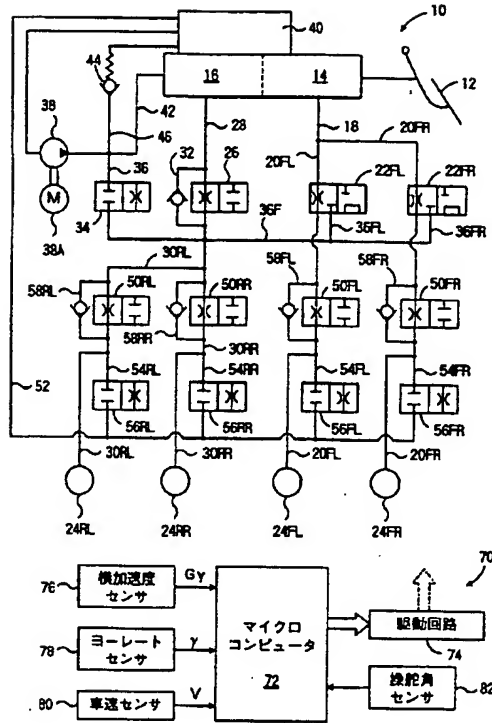 40
10
44
16
14
12
38
42
28
18
20FR
46
32
26
20FL
22FL
22FR
36
M
34
36F
36FL
36FR
38A
30RL
58RL
50RL
50RR
58FL
50FL
58FR
50FR
58RR
30RR
52
54RL
54RR
54FL
54FR
56RL
56RR
56FL
56FR
30RL
30RR
20FL
20FR
24RL
24RR
24FL
24FR
70
76
横加速度
センサ
Gy
78
ヨーレート
センサ
γ
80
車速センサ
V
マイクロ
コンピュータ
72
駆動回路
74
操舵角
センサ
82